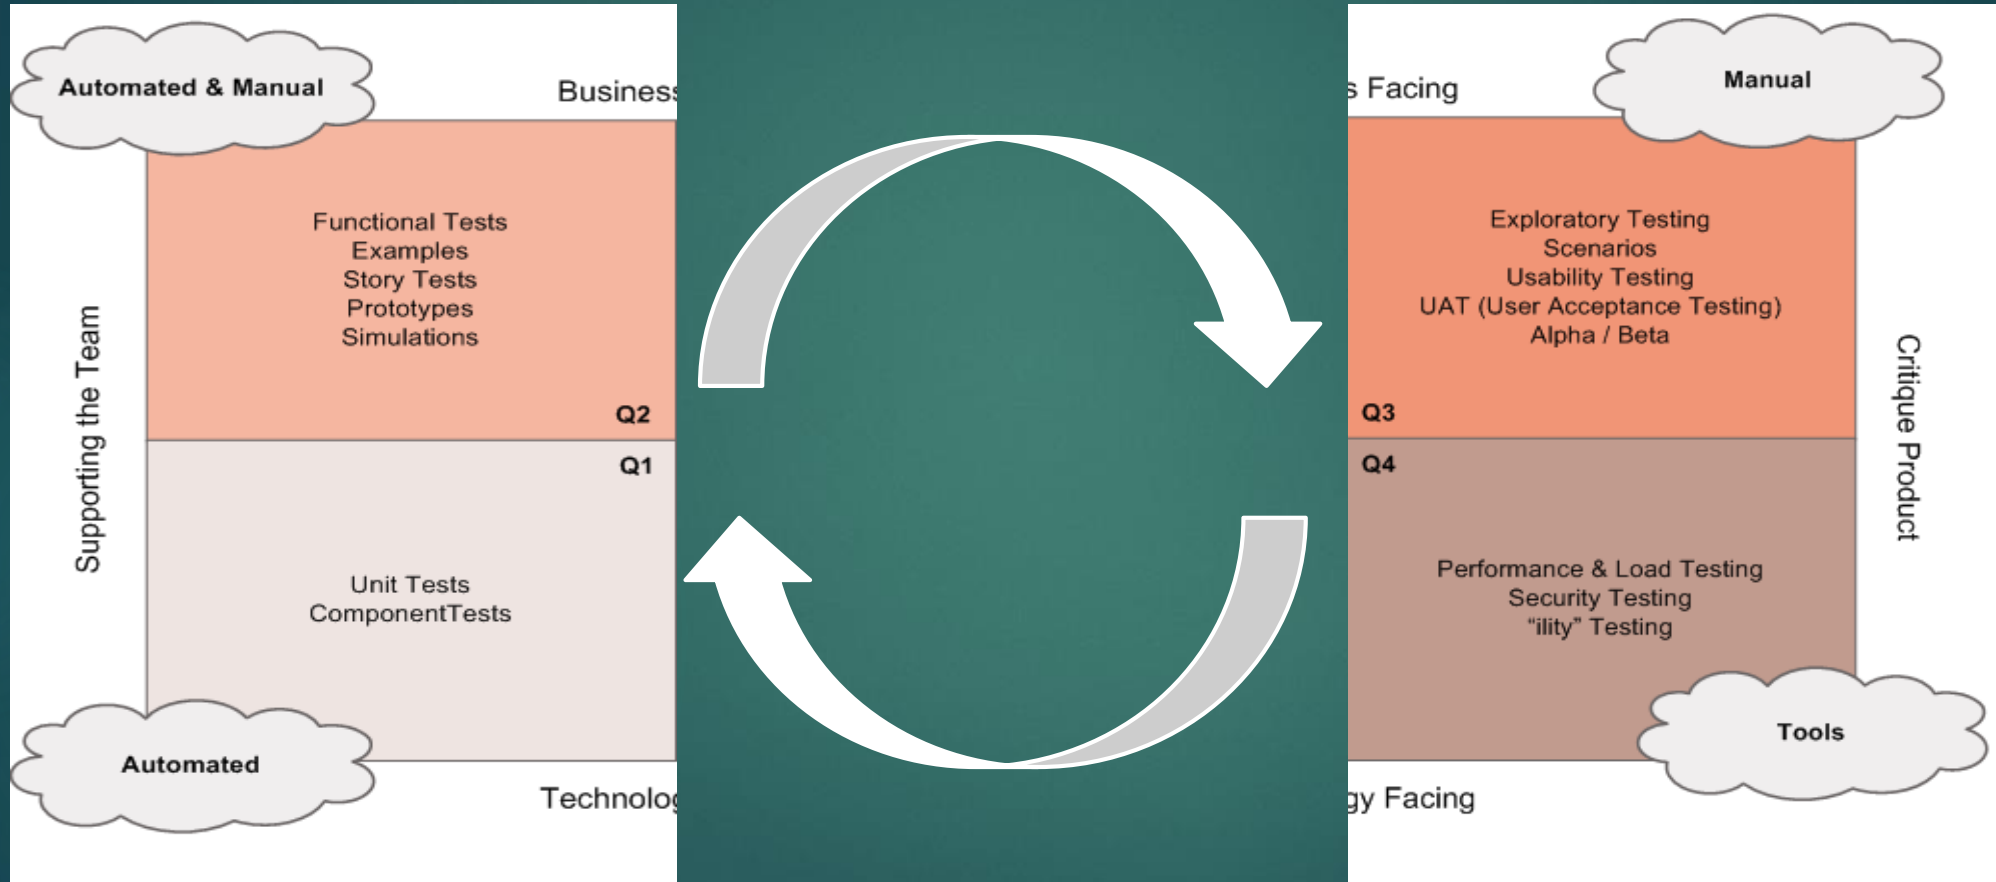 Automated & Manual
Business
Functional Tests
Examples
Story Tests
Prototypes
Simulations
Q2
Supporting the Team
Q1
Unit Tests
ComponentTests
Automated
Technolog
s Facing
Manual
Exploratory Testing
Scenarios
Usability Testing
UAT (User Acceptance Testing)
Alpha / Beta
Q3
Critique Product
Q4
Performance & Load Testing
Security Testing
“ility” Testing
Tools
gy Facing